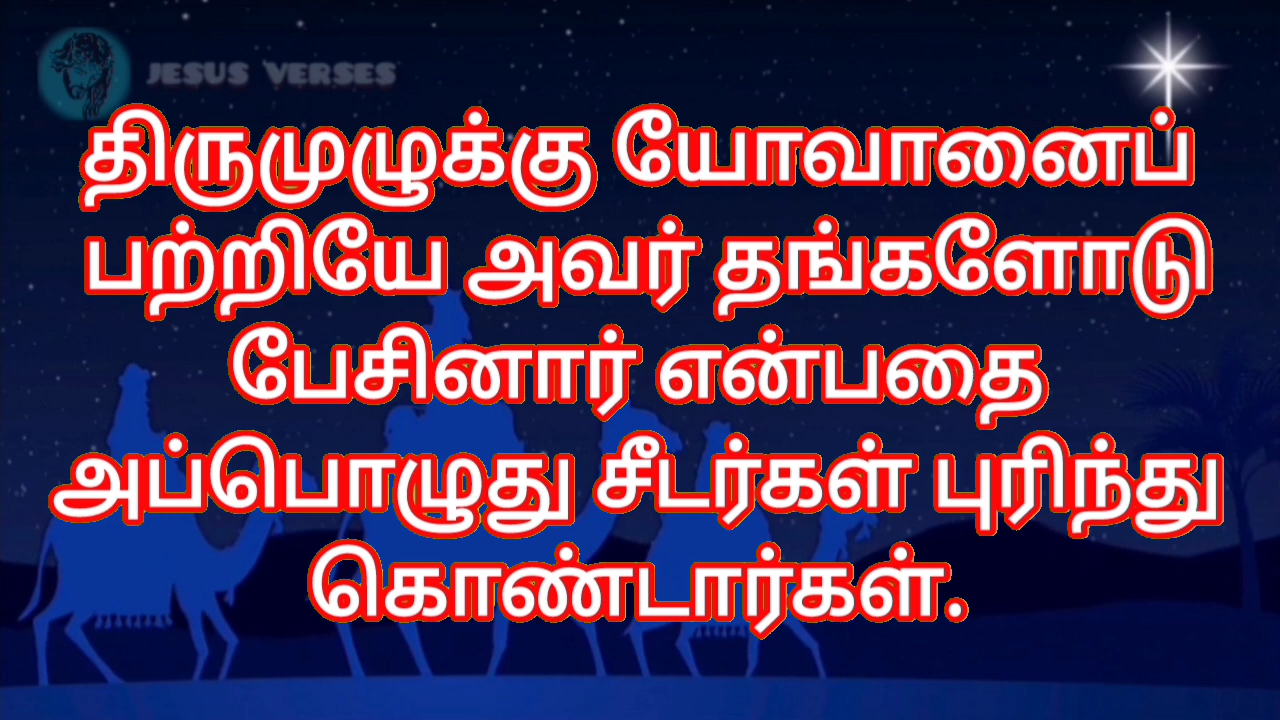 JESUS VERSES
திருமுழுக்கு யோவானைப்
பற்றியே அவர் தங்களோடு
பேசினார் என்பதை
அப்பொழுது சீடர்கள் புரிந்து
கொண்டார்கள்.